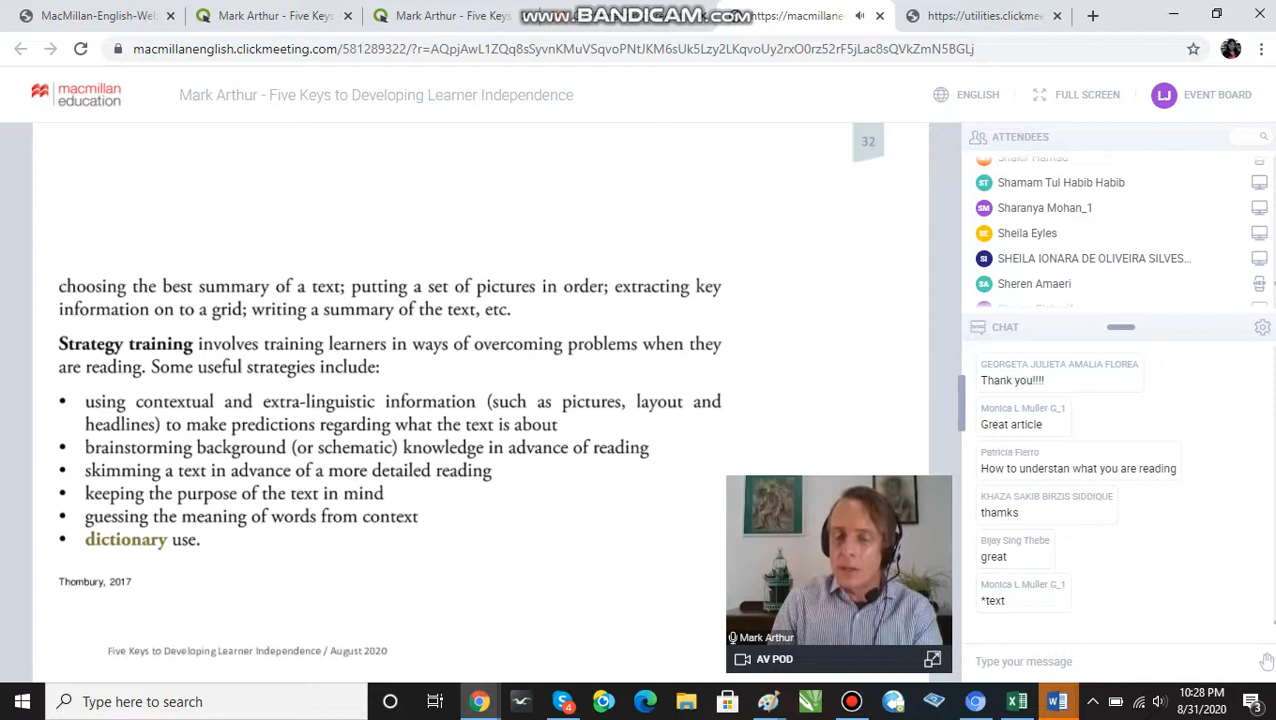 MacMillan-English-Web
Mark Arthur - Five Keys
Mark Arthur - Five Keys
www.BANDICAM.com
https://macmillan
https://utilities.clickmee
macmillanenglish.clickmeeting.com/581289322/?r=AQpjAwL1ZQq8sSyvnKMuVSqvoPNtJKM6sUk5Lzy2LKqvoUy2rxO0rz52rF5jLac8sQVkZmN5BGLj
macmillan
education
Mark Arthur - Five Keys to Developing Learner Independence
ENGLISH
FULL SCREEN
LJ
EVENT BOARD
32
choosing the best summary of a text; putting a set of pictures in order; extracting key
information on to a grid; writing a summary of the text, etc.
Strategy training involves training learners in ways of overcoming problems when they
are reading. Some useful strategies include:
• using contextual and extra-linguistic information (such as pictures, layout and
headlines) to make predictions regarding what the text is about
• brainstorming background (or schematic) knowledge in advance of reading
• skimming a text in advance of a more detailed reading
• keeping the purpose of the text in mind
• guessing the meaning of words from context
• dictionary use.
Thornbury, 2017
Five Keys to Developing Learner Independence / August 2020
Mark Arthur
AV POD
ATTENDEES
ST Shamam Tul Habib Habib
SM Sharanya Mohan_1
SE Sheila Eyles
SI SHEILA IONARA DE OLIVEIRA SILVES...
SA Sheren Amaeri
CHAT
GEORGETA JULIETA AMALIA FLOREA
Thank you!!!!
Monica L Muller G_1
Great article
Patricia Fierro
How to understan what you are reading
KHAZA SAKIB BIRZIS SIDDIQUE
thamks
Bijay Sing Thebe
great
Monica L Muller G_1
*text
Type your message
Type here to search
4
10:28 PM
8/31/2020
3